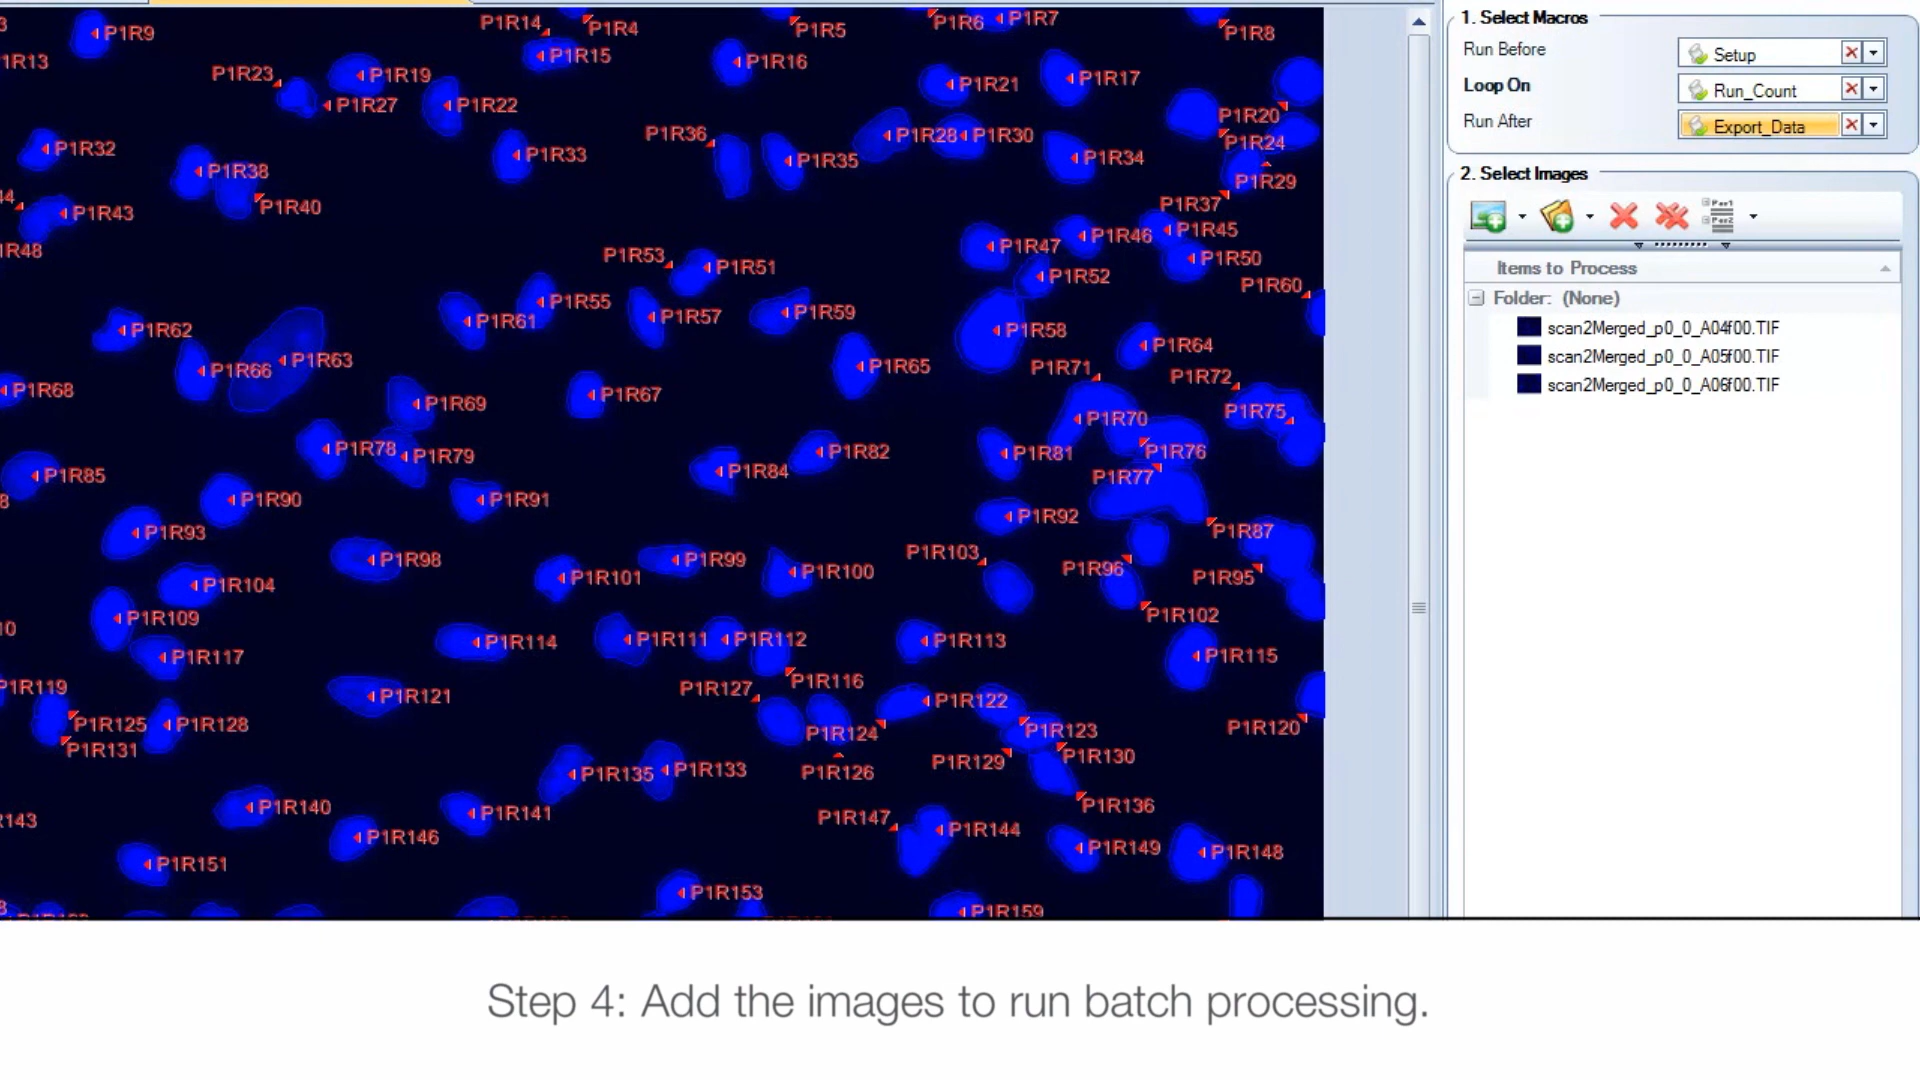 P1R14
P1R4
P1R5
P1R6
P1R7
P1R8
P1R9
P1R15
P1R16
1R13
P1R23
P1R19
P1R21
P1R17
P1R27
P1R22
P1R20
P1R36
P1R28
P1R30
P1R24
P1R32
P1R33
P1R35
P1R34
P1R38
P1R29
44
P1R40
P1R37
P1R43
P1R45
1R48
P1R47
P1R46
P1R53
P1R51
P1R50
P1R52
P1R60
P1R55
P1R59
P1R61
P1R57
P1R62
P1R58
P1R64
P1R66
P1R63
P1R65
P1R71
P1R72
P1R68
P1R69
P1R67
P1R75
P1R70
P1R78
P1R79
P1R82
P1R81
P1R76
P1R85
P1R84
P1R77
P1R90
P1R91
P1R92
P1R93
P1R87
P1R98
P1R99
P1R103
P1R96
P1R104
P1R101
P1R100
P1R95
P1R109
P1R102
P1R114
P1R111
P1R112
P1R113
P1R117
P1R115
P1R119
P1R121
P1R127
P1R116
P1R122
P1R125
P1R128
P1R124
P1R123
P1R120
P1R131
P1R129
P1R130
P1R135
P1R133
P1R126
P1R140
P1R141
P1R136
R143
P1R146
P1R147
P1R144
P1R151
P1R149
P1R148
P1R153
P1R159
1. Select Macros
Run Before
Setup
Loop On
Run_Count
Run After
Export_Data
2. Select Images
Items to Process
Folder: (None)
scan2Merged_p0_0_A04f00.TIF
scan2Merged_p0_0_A05f00.TIF
scan2Merged_p0_0_A06f00.TIF
Step 4: Add the images to run batch processing.